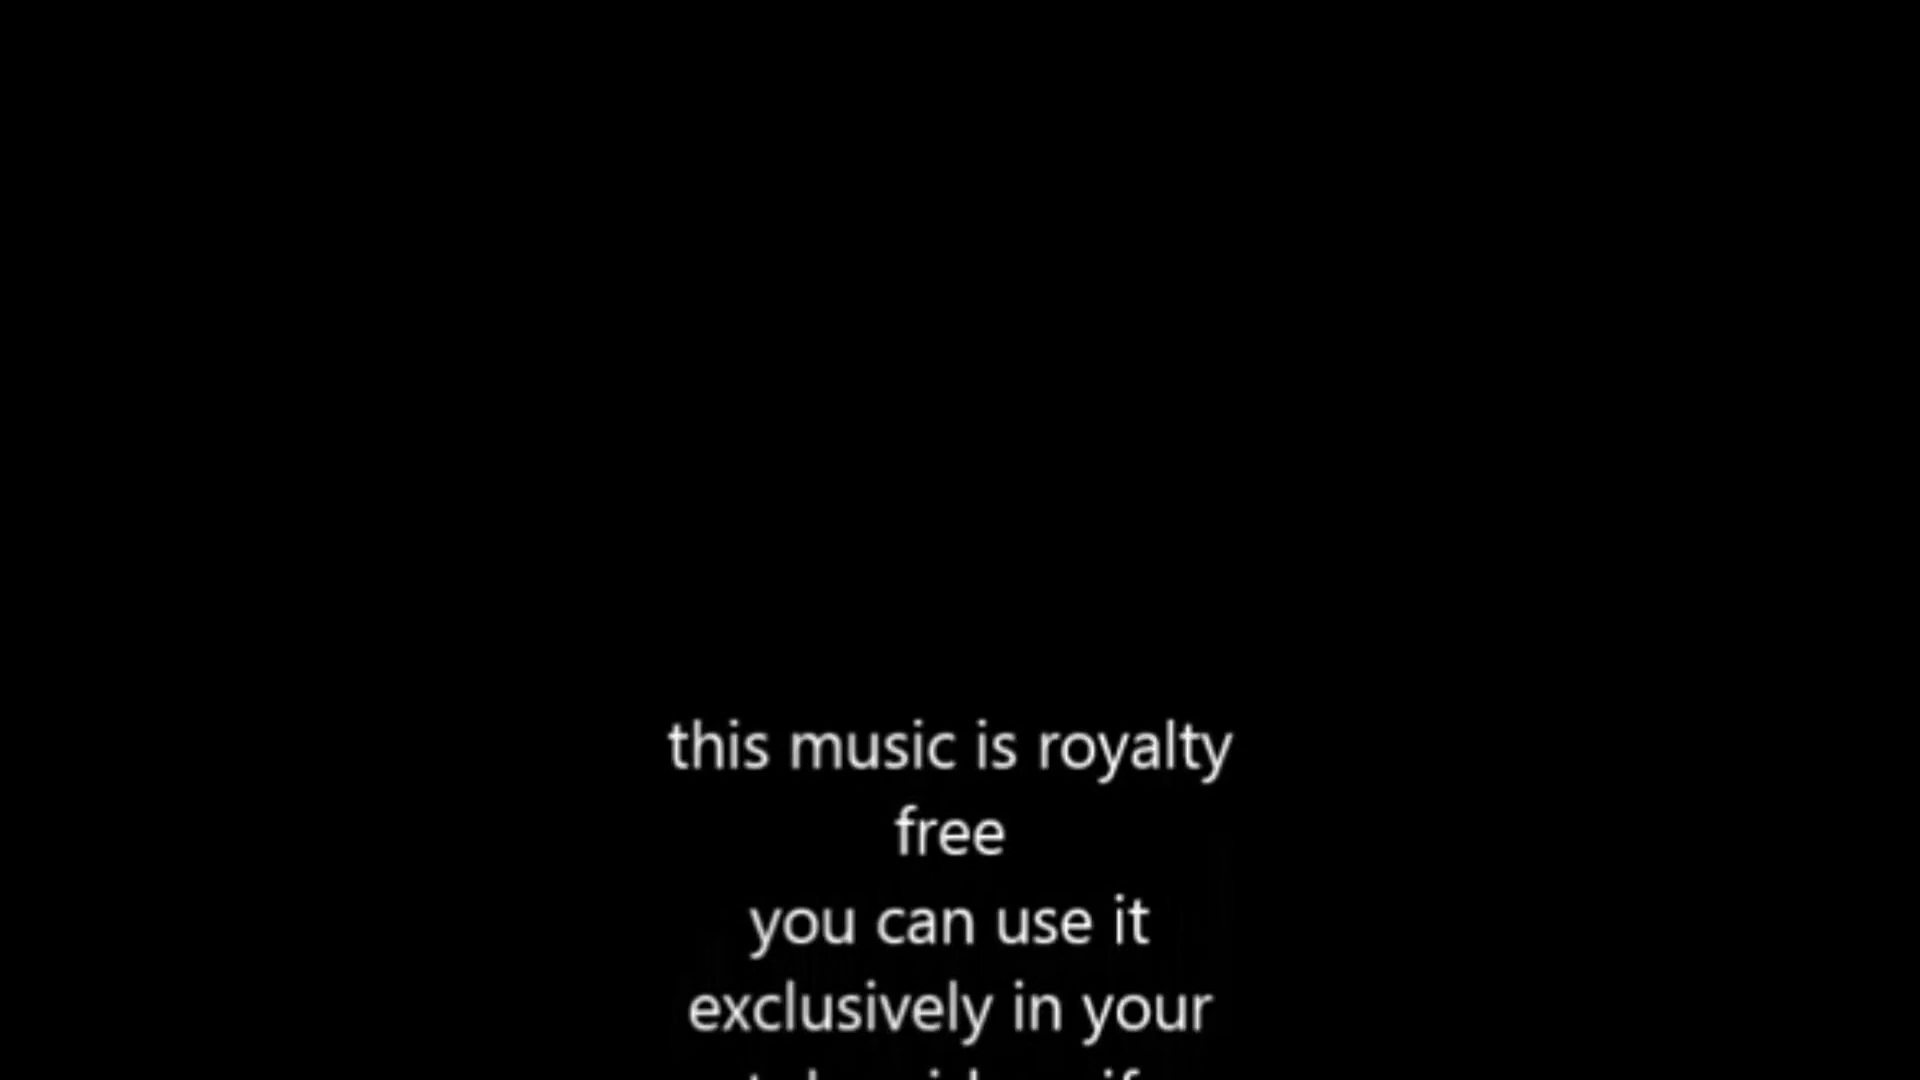 this music is royalty
free
you can use it
exclusively in your